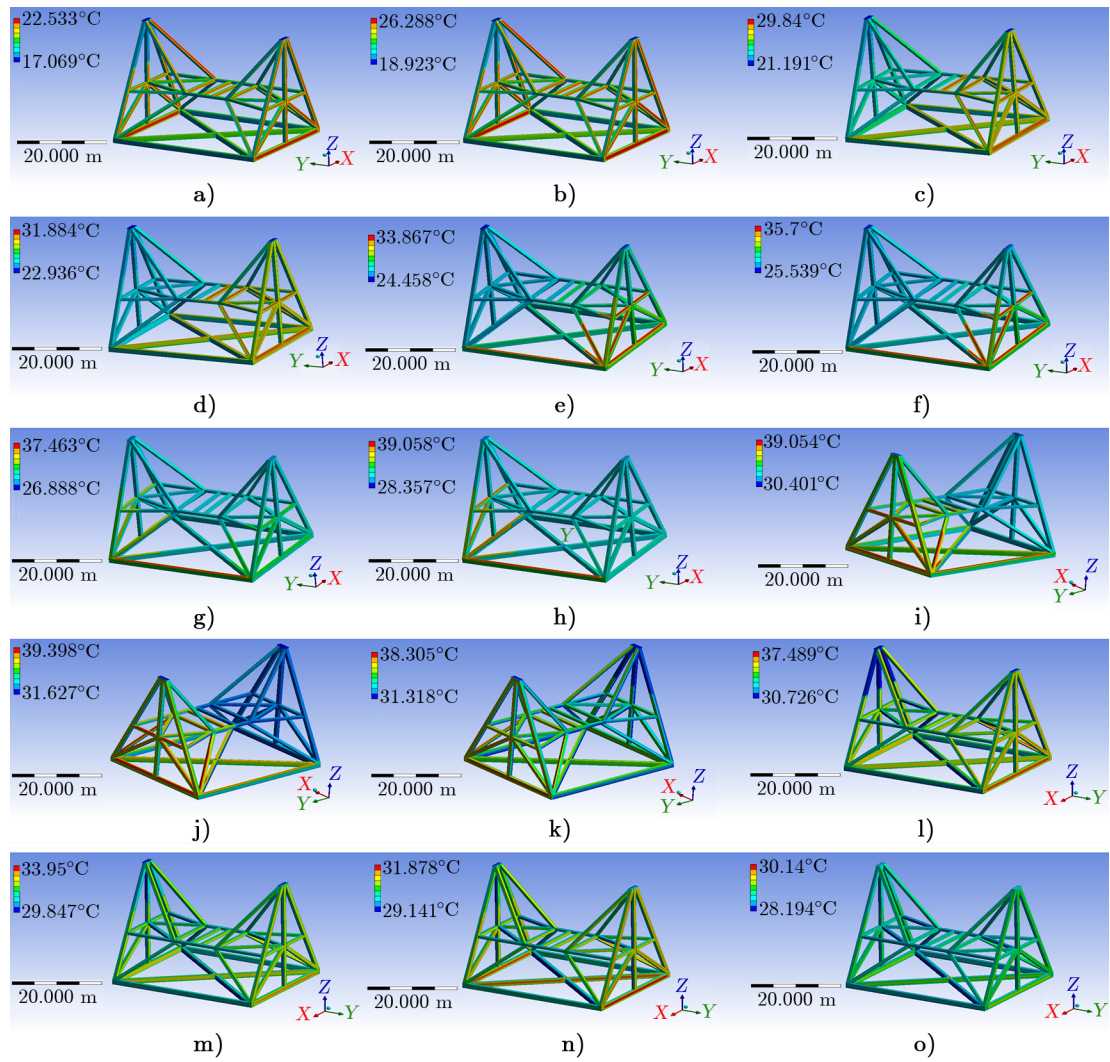 22.533°C 26.288°C 29.84°C
17.069°C 18.923°C 21.191°C
Z Z Z
Y X Y X Y X
20.000 m 20.000 m 20.000 m
a) b) c)
31.884°C 33.867°C 35.7°C
22.936°C 24.458°C 25.539°C
Z Z Z
Y X Y X Y X
20.000 m 20.000 m 20.000 m
d) e) f)
37.463°C 39.058°C 39.054°C
26.888°C 28.357°C 30.401°C
Y
Z Z X Z
Y X Y X Y
20.000 m 20.000 m 20.000 m
g) h) i)
39.398°C 38.305°C 37.489°C
31.627°C 31.318°C 30.726°C
X Z X Z Z
Y Y X Y
20.000 m 20.000 m 20.000 m
j) k) l)
33.95°C 31.878°C 30.14°C
29.847°C 29.141°C 28.194°C
Z Z Z
20.000 m 20.000 m 20.000 m
X Y X Y X Y
m) n) o)